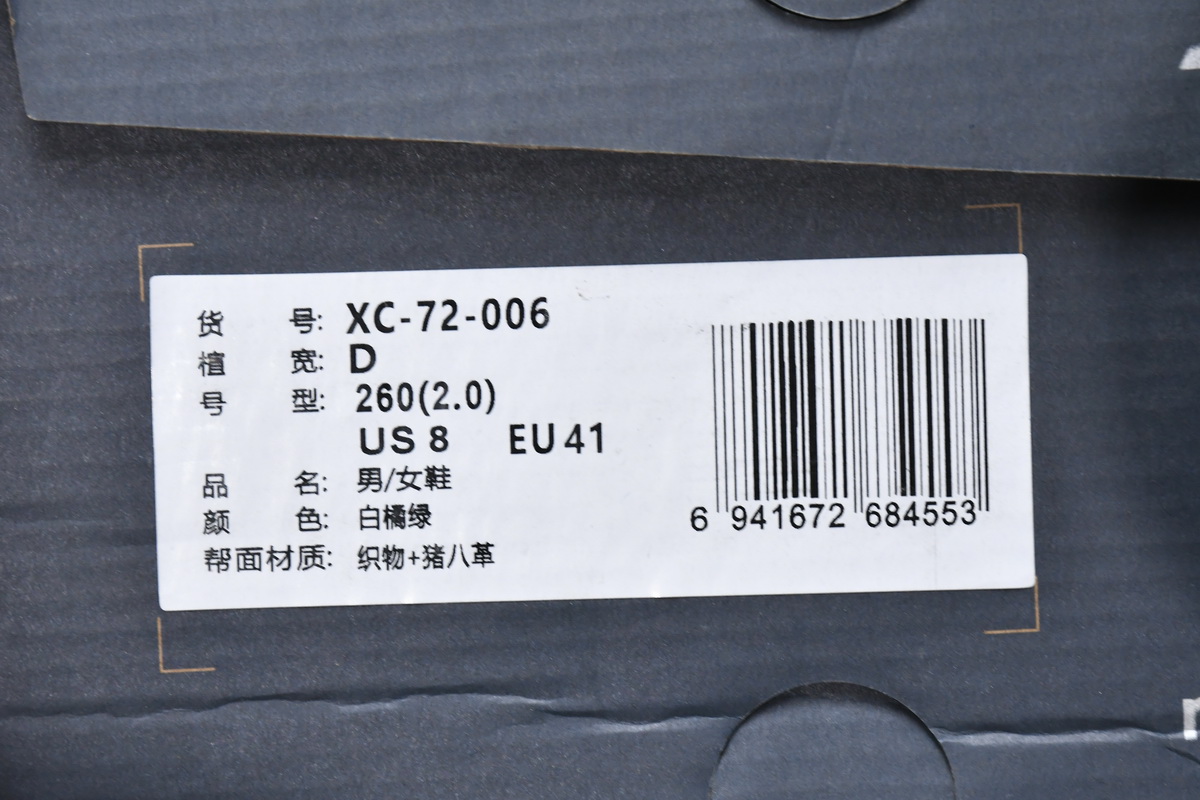 货 号: XC-72-006
楦 宽: D
号 型: 260(2.0)
US 8 EU 41
品 名: 男/女鞋
颜 色: 白橘绿
帮面材质: 织物+猪八革
6 941672 684553